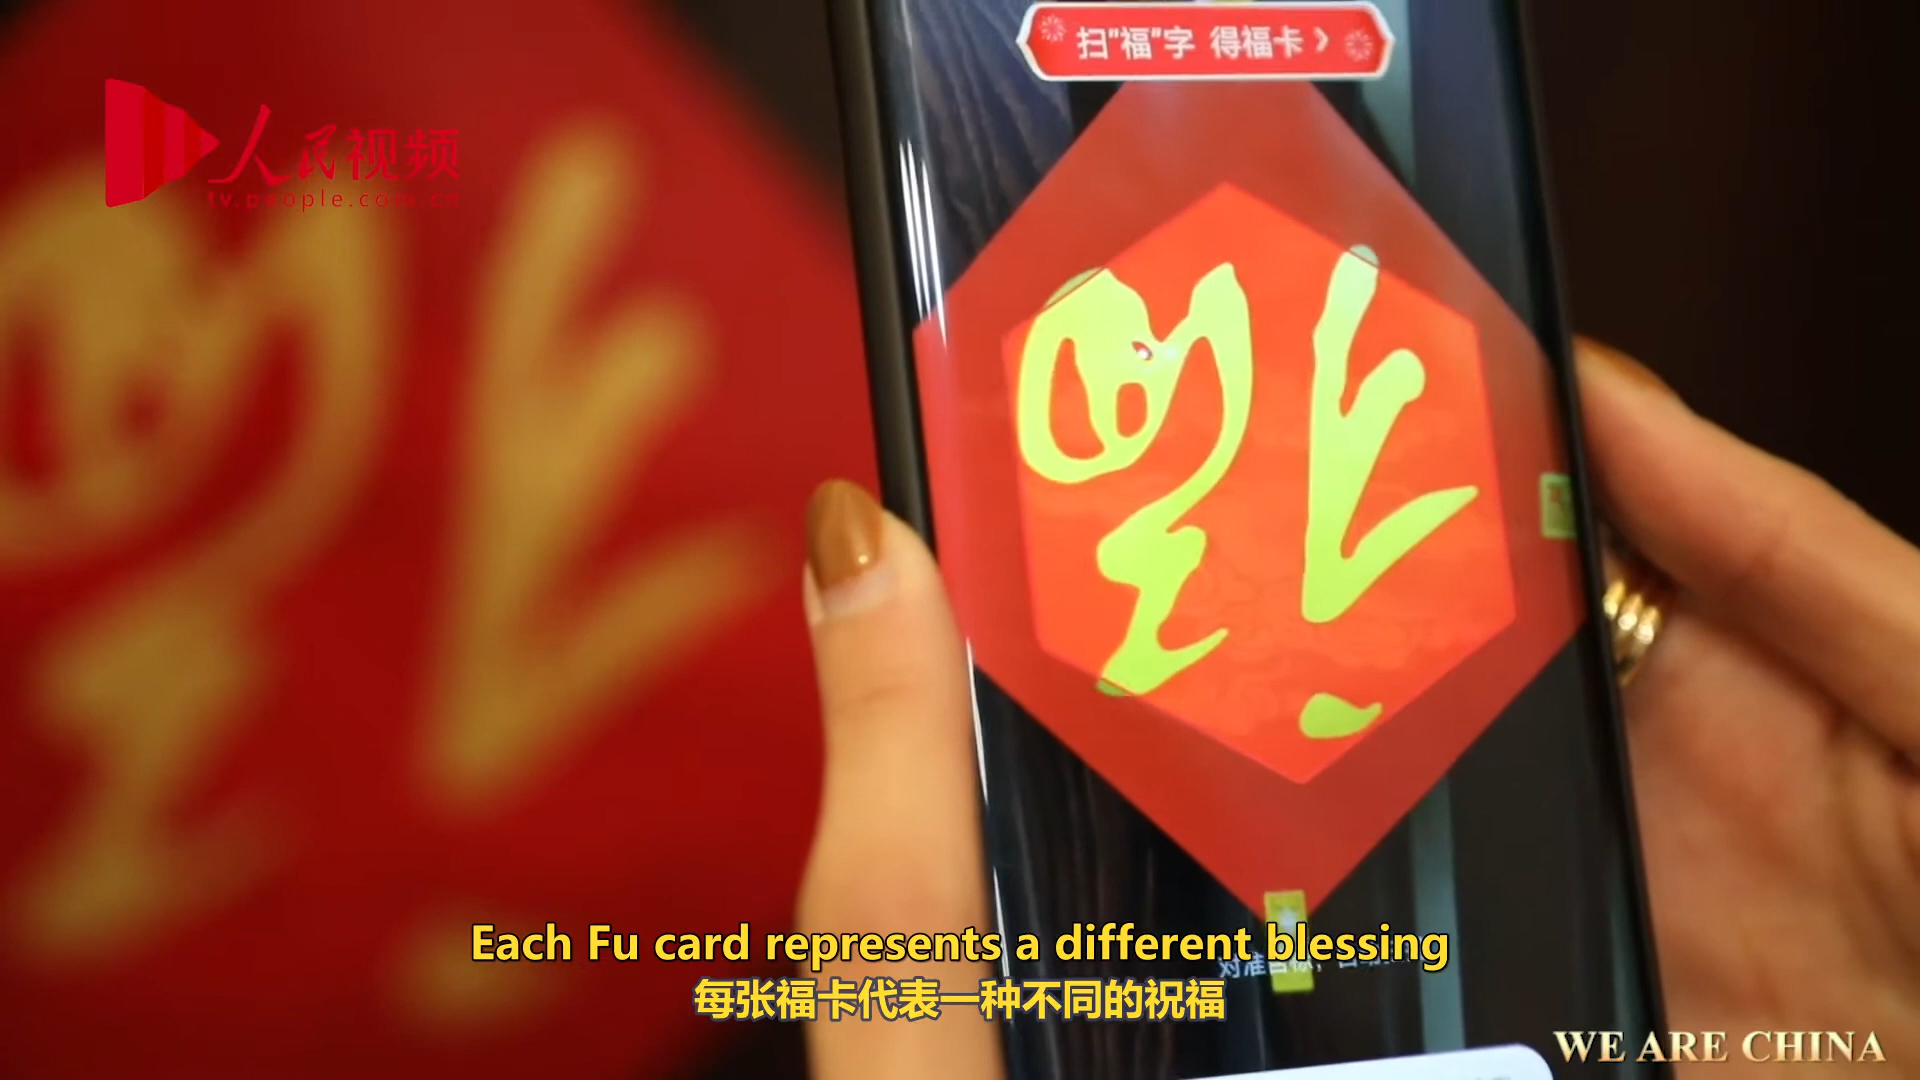 扫"福"字 得福卡
人民视频
tv.people.com.cn
福
福
Each Fu card represents a different blessing
每张福卡代表一种不同的祝福
WE ARE CHINA